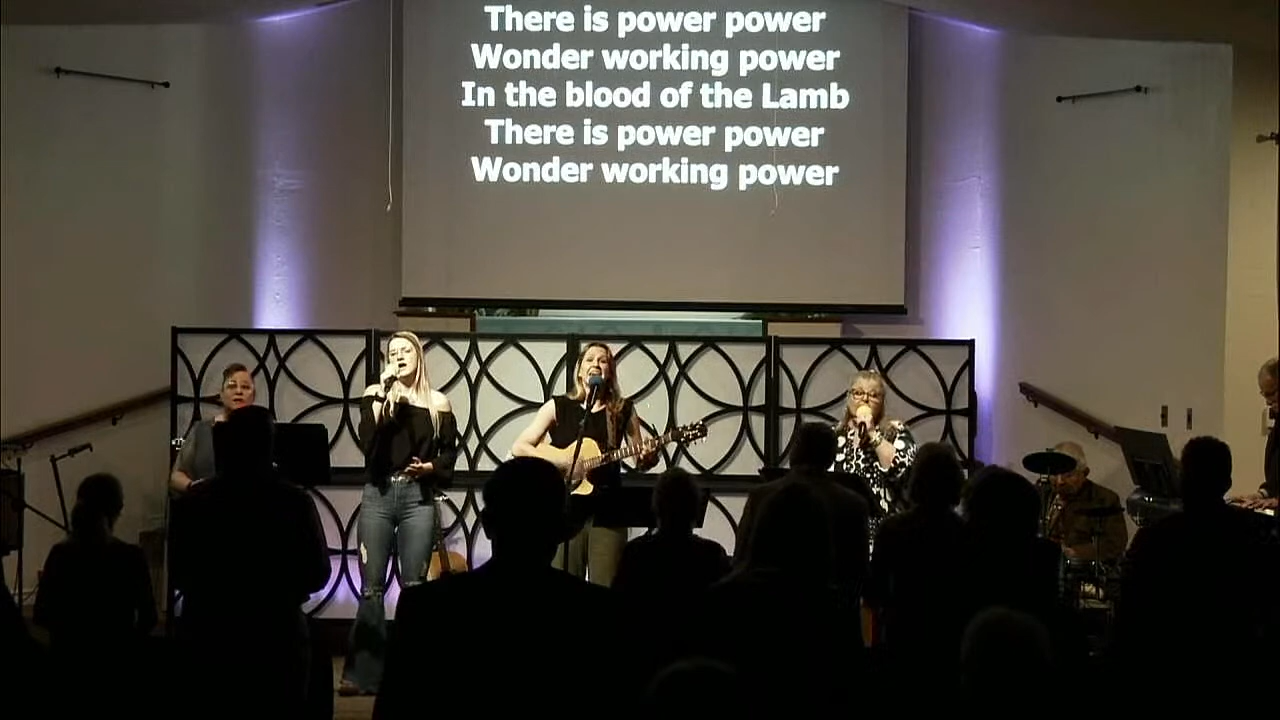 There is power power
Wonder working power
In the blood of the Lamb
There is power power
Wonder working power